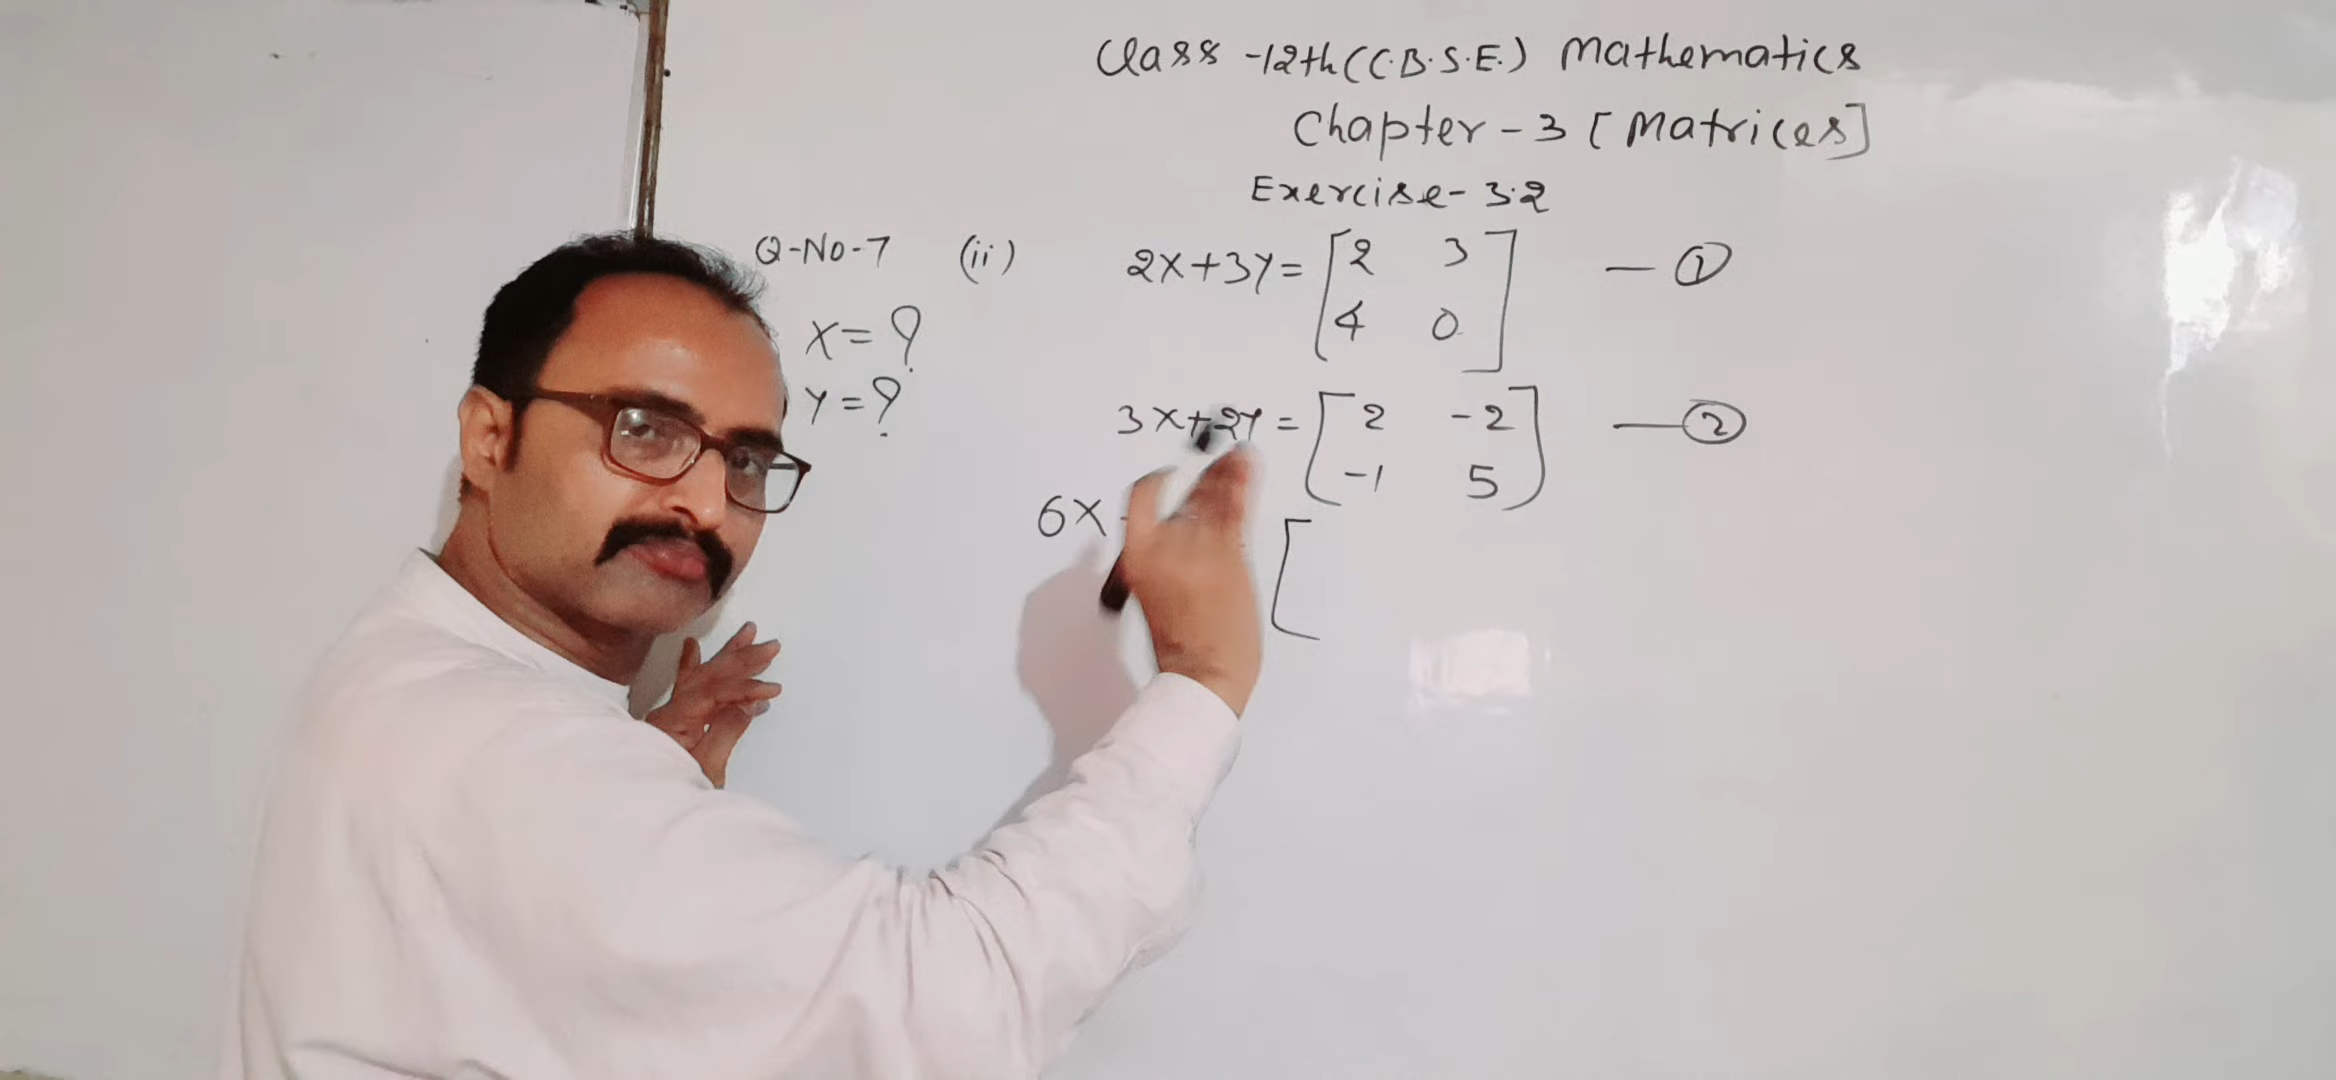 Class -12th (C.B.S.E.) Mathematics
Chapter - 3 [Matrices]
Exercise - 3.2
Q-No-7 (ii) 2X+3Y= [2 3 — ①
4 0]
X=?
Y=?
3X+2Y = [2 -2 — ②
-1 5]
6X [